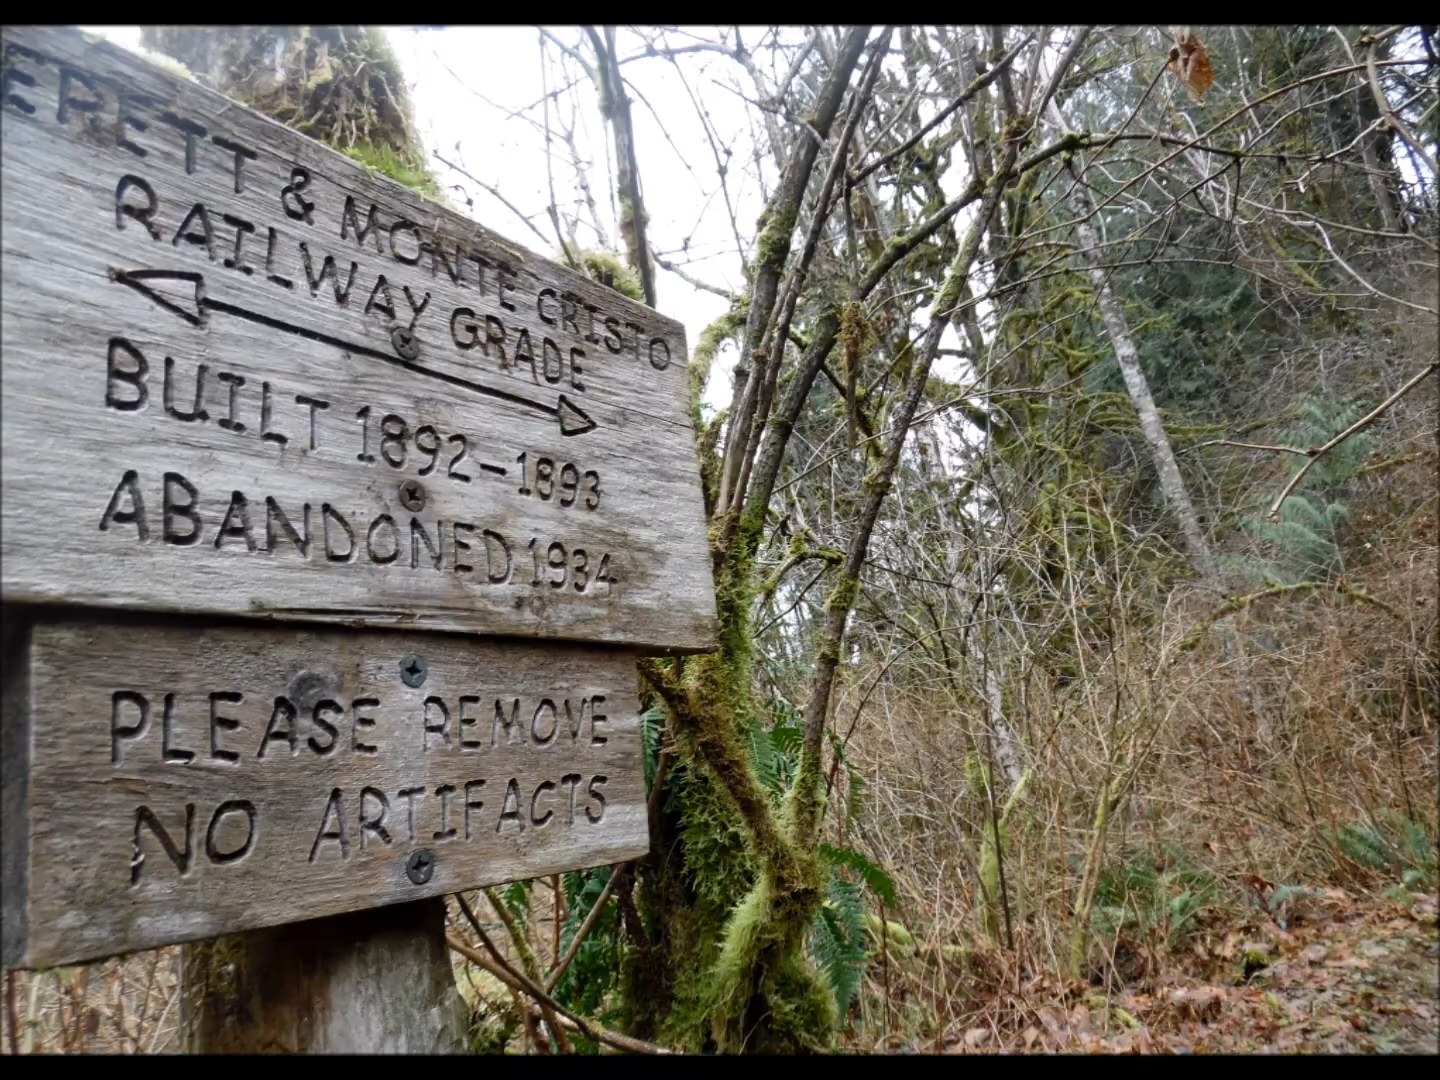 ERETT & MONTE CRISTO
RAILWAY GRADE
BUILT 1892-1893
ABANDONED 1934
PLEASE REMOVE
NO ARTIFACTS